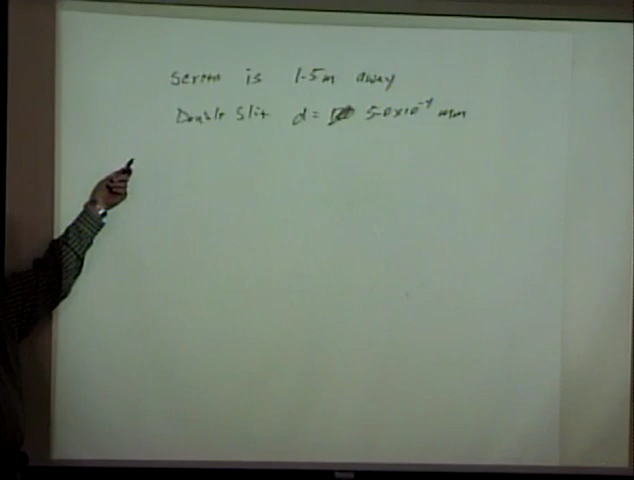 Screen is 1.5m away
Double Slit d = 5.0x10⁻⁴ mm